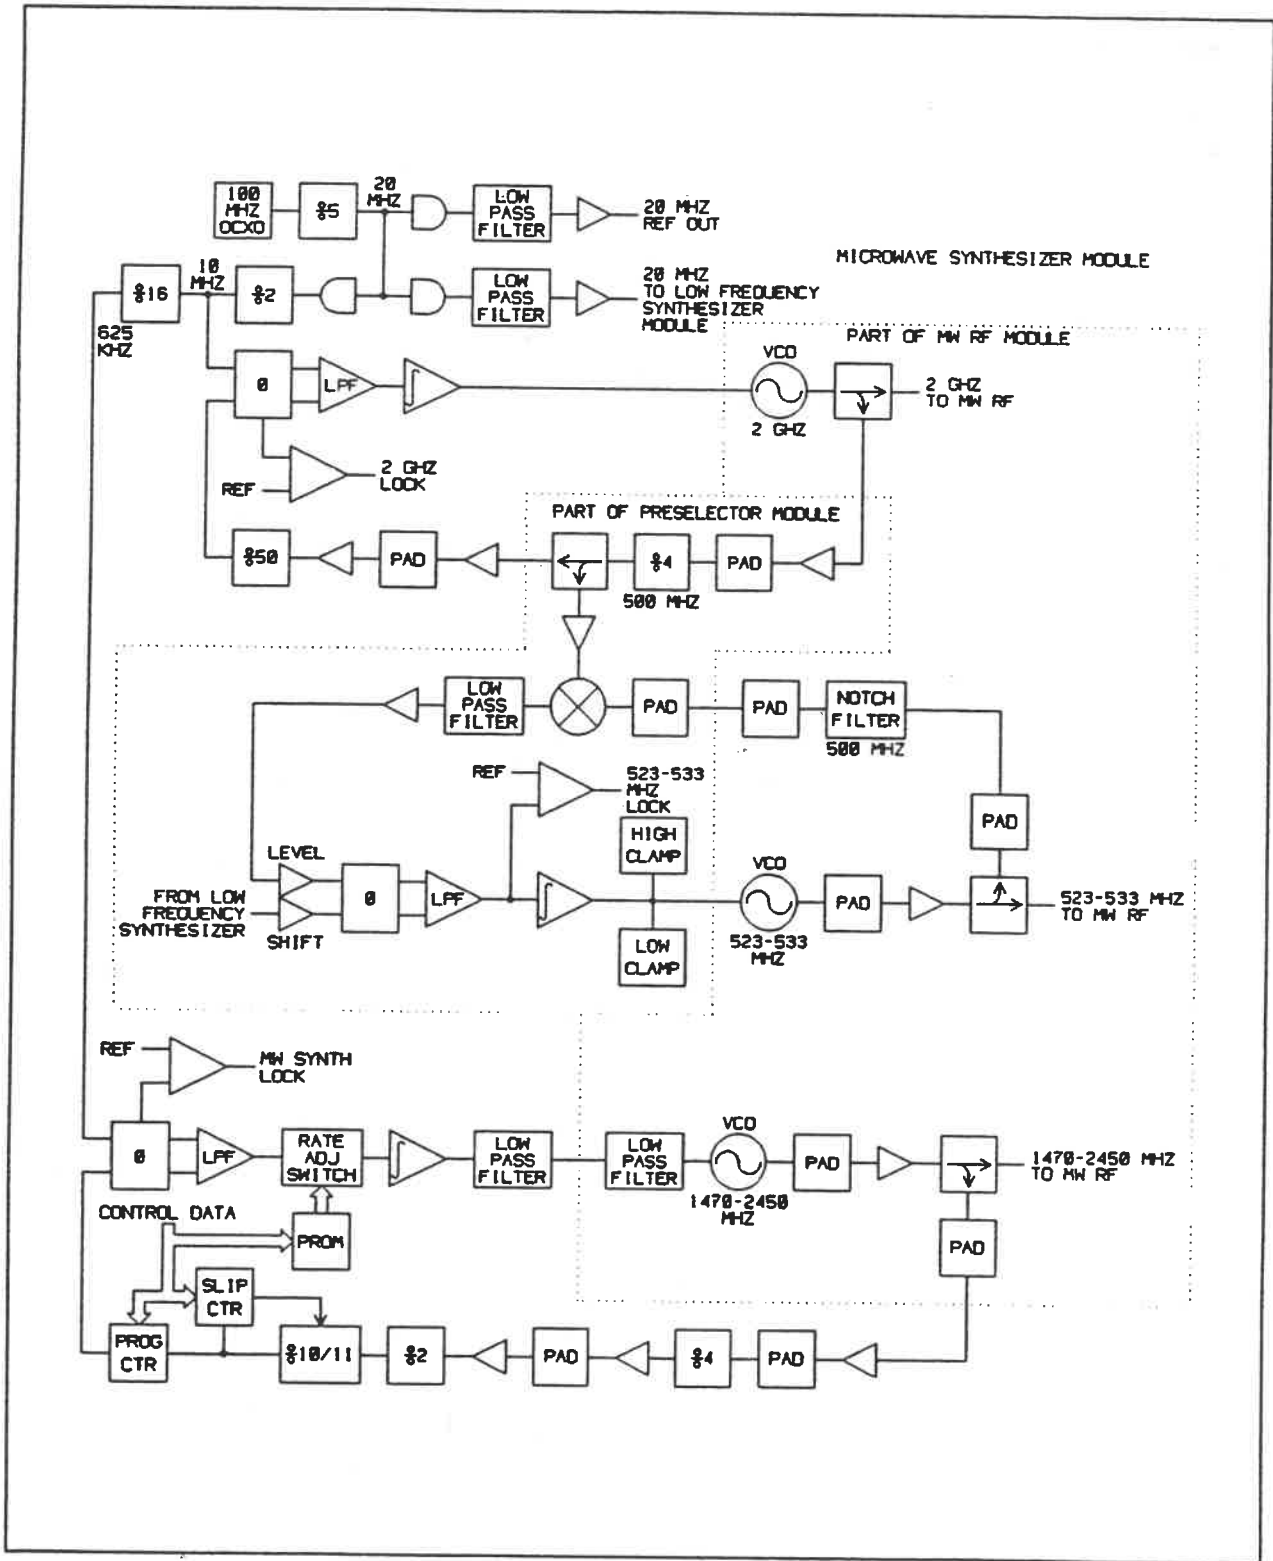 100
MHZ
OCXO
%5
20
MHZ
LOW
PASS
FILTER
20 MHZ
REF OUT
MICROWAVE SYNTHESIZER MODULE
%16
10
MHZ
%2
LOW
PASS
FILTER
20 MHZ
TO LOW FREQUENCY
SYNTHESIZER
MODULE
625
KHZ
PART OF MW RF MODULE
0
LPF
VCO
2 GHZ
2 GHZ
TO MW RF
REF
2 GHZ
LOCK
PART OF PRESELECTOR MODULE
%50
PAD
%4
500 MHZ
PAD
LOW
PASS
FILTER
PAD
PAD
NOTCH
FILTER
500 MHZ
REF
523-533
MHZ
LOCK
PAD
HIGH
CLAMP
LEVEL
FROM LOW
FREQUENCY
SYNTHESIZER
SHIFT
0
LPF
LOW
CLAMP
VCO
523-533
MHZ
PAD
523-533 MHZ
TO MW RF
REF
MW SYNTH
LOCK
0
LPF
RATE
ADJ
SWITCH
LOW
PASS
FILTER
LOW
PASS
FILTER
VCO
1470-2450
MHZ
PAD
1470-2450 MHZ
TO MW RF
CONTROL DATA
PROM
PAD
SLIP
CTR
PROG
CTR
%10/11
%2
PAD
%4
PAD